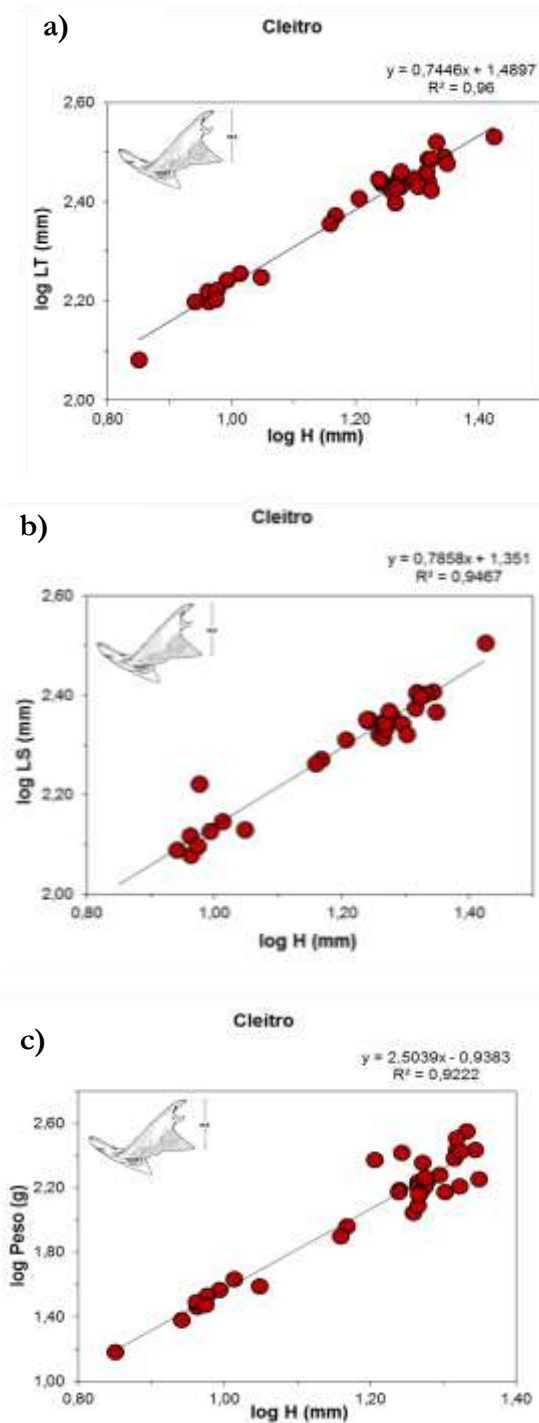 a)
Cleitro
y = 0,7446x + 1,4897
R² = 0,96
2,60
2,40
2,20
2,00
log LT (mm)
0,80 1,00 1,20 1,40
log H (mm)
b)
Cleitro
y = 0,7858x + 1,351
R² = 0,9467
2,60
2,40
2,20
2,00
log LS (mm)
0,80 1,00 1,20 1,40
log H (mm)
Cleitro
c)
y = 2,5039x - 0,9383
R² = 0,9222
2,60
2,20
1,80
1,40
1,00
log Peso (g)
0,80 1,00 1,20 1,40
log H (mm)